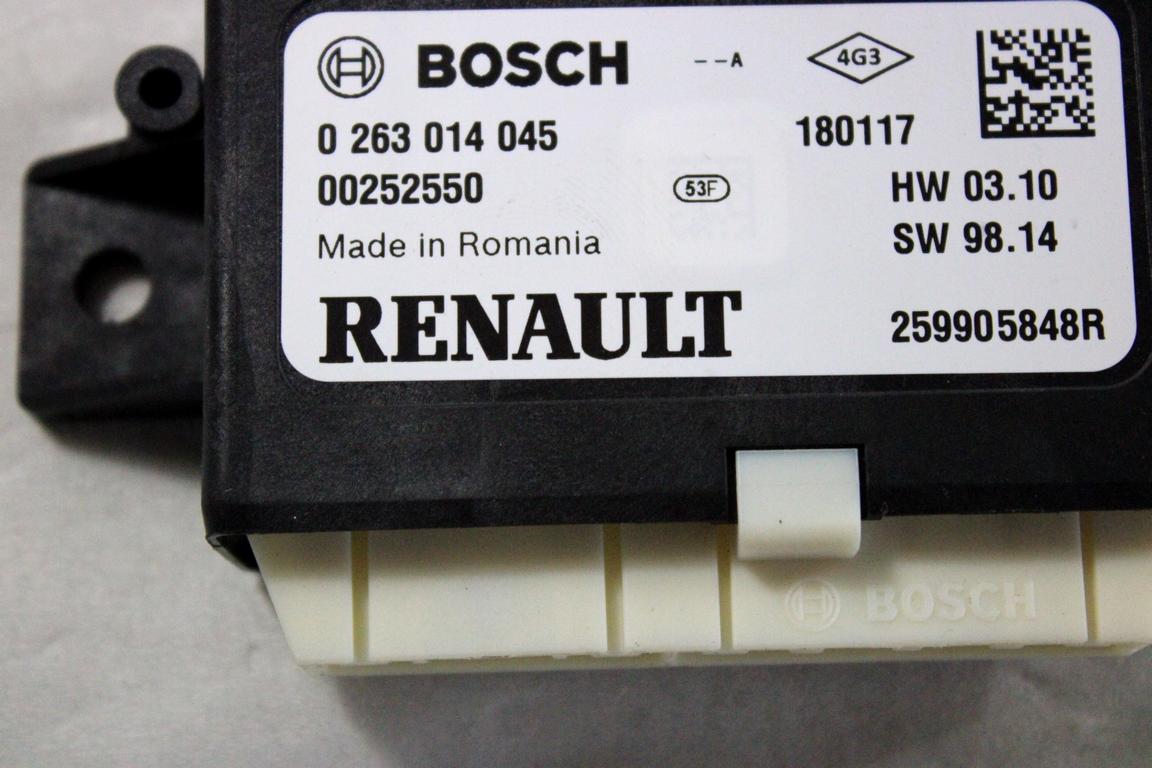 BOSCH --A 4G3
0 263 014 045 180117
00252550 53F HW 03.10
Made in Romania SW 98.14
RENAULT 259905848R
BOSCH